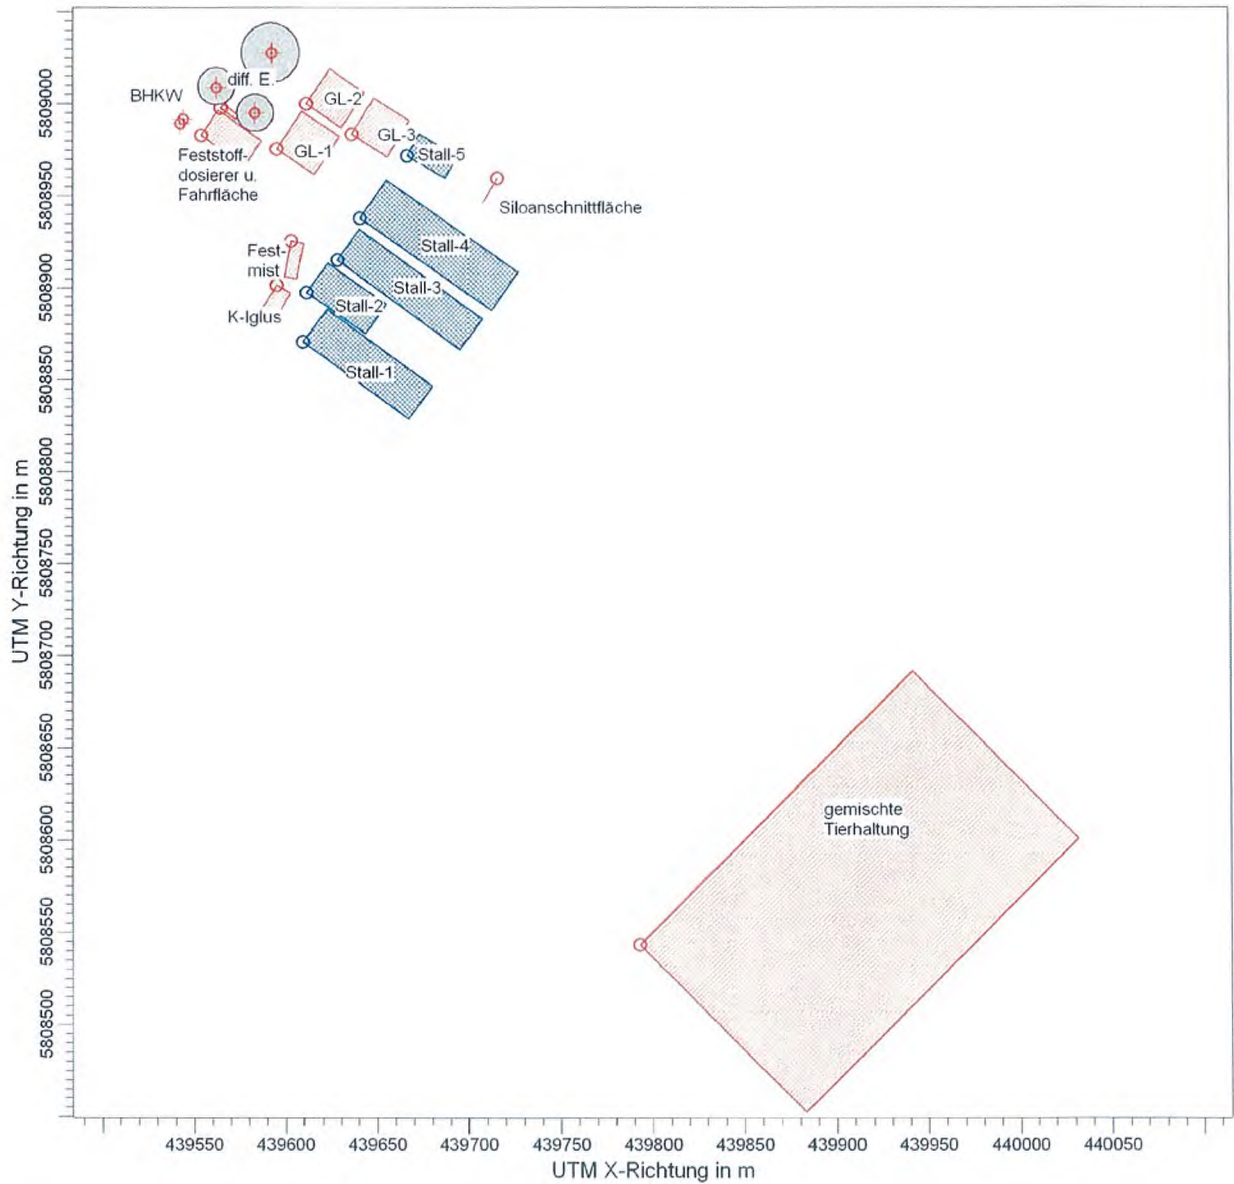 diff. E.
BHKW
GL-2
GL-3
GL-1
Stall-5
Feststoff-
dosierer u.
Fahrfläche
Siloanschnittfläche
Stall-4
Fest-
mist
Stall-3
Stall-2
K-Iglus
Stall-1
gemischte
Tierhaltung
UTM Y-Richtung in m
5809000
5808950
5808900
5808850
5808800
5808750
5808700
5808650
5808600
5808550
5808500
439550
439600
439650
439700
439750
439800
439850
439900
439950
440000
440050
UTM X-Richtung in m